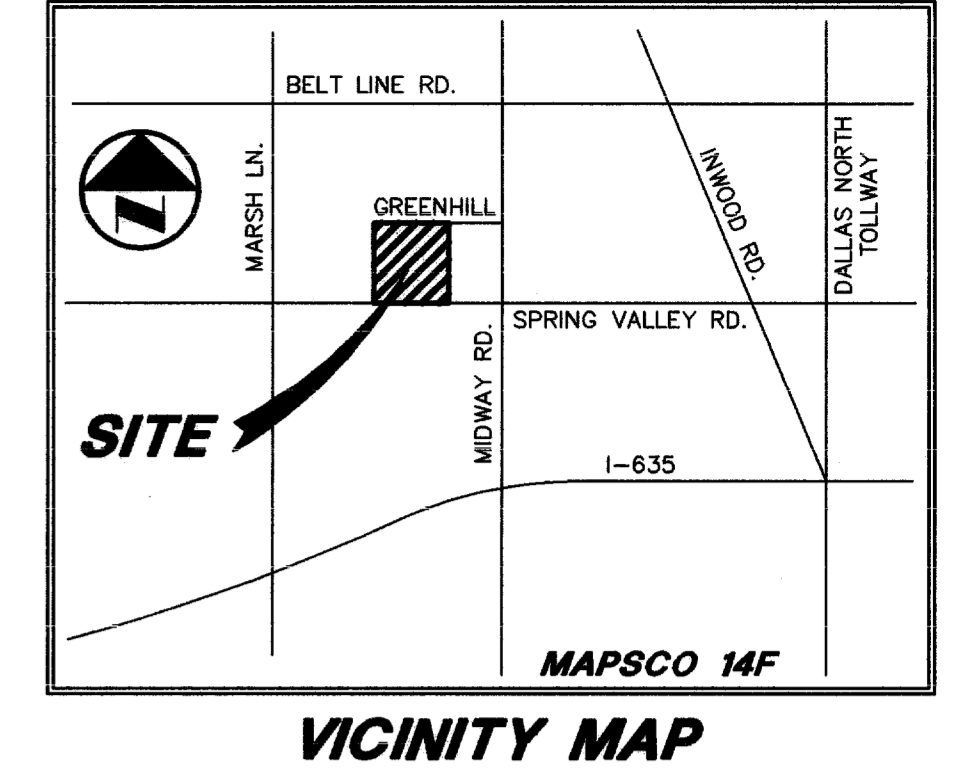 BELT LINE RD.
MARSH LN.
GREENHILL
INWOOD RD.
DALLAS NORTH
TOLLWAY
SPRING VALLEY RD.
MIDWAY RD.
SITE
I-635
MAPSCO 14F
VICINITY MAP